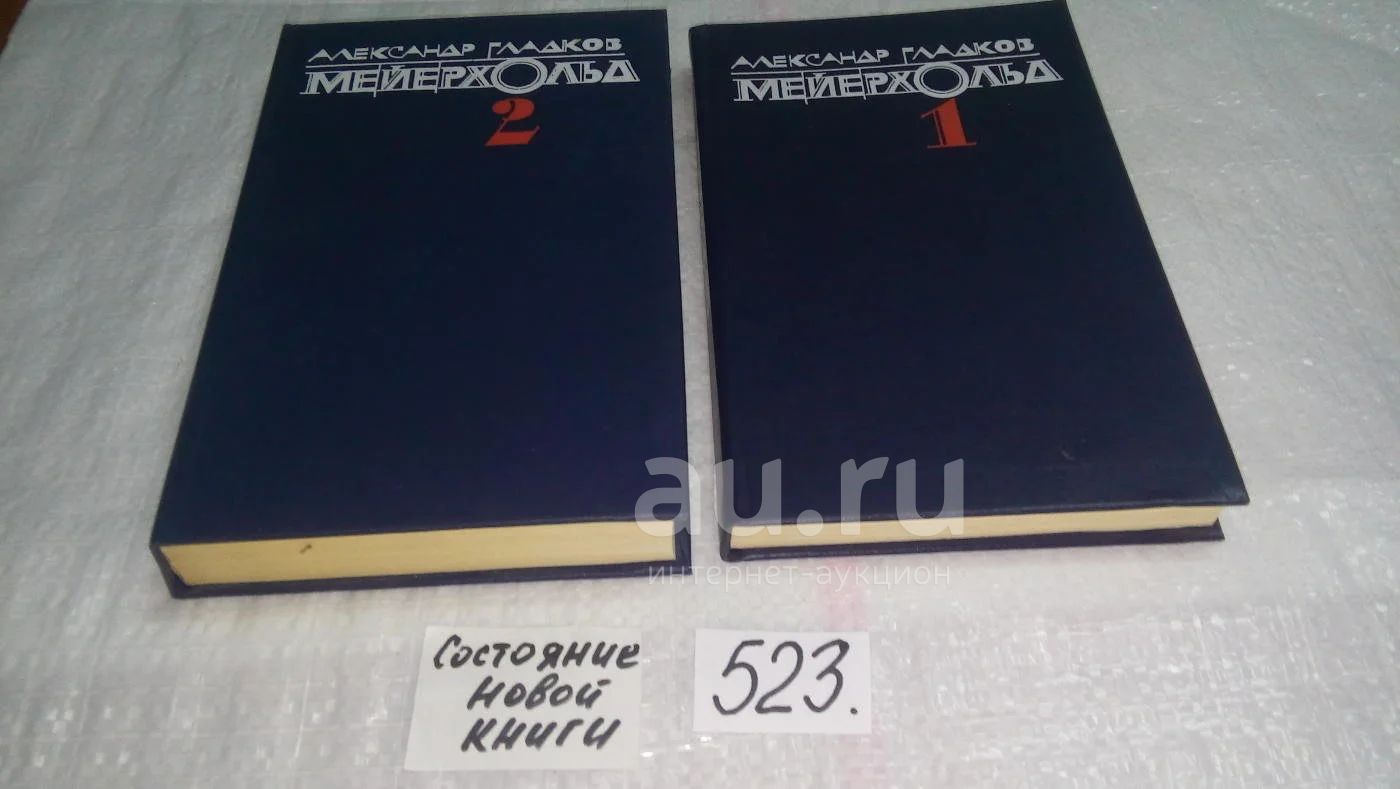 АЛЕКСАНДР ГЛАДКОВ
МЕЙЕРХОЛЬД
2
АЛЕКСАНДР ГЛАДКОВ
МЕЙЕРХОЛЬД
1
au.ru
интернет-аукцион
Состояние
новой
книги
523.